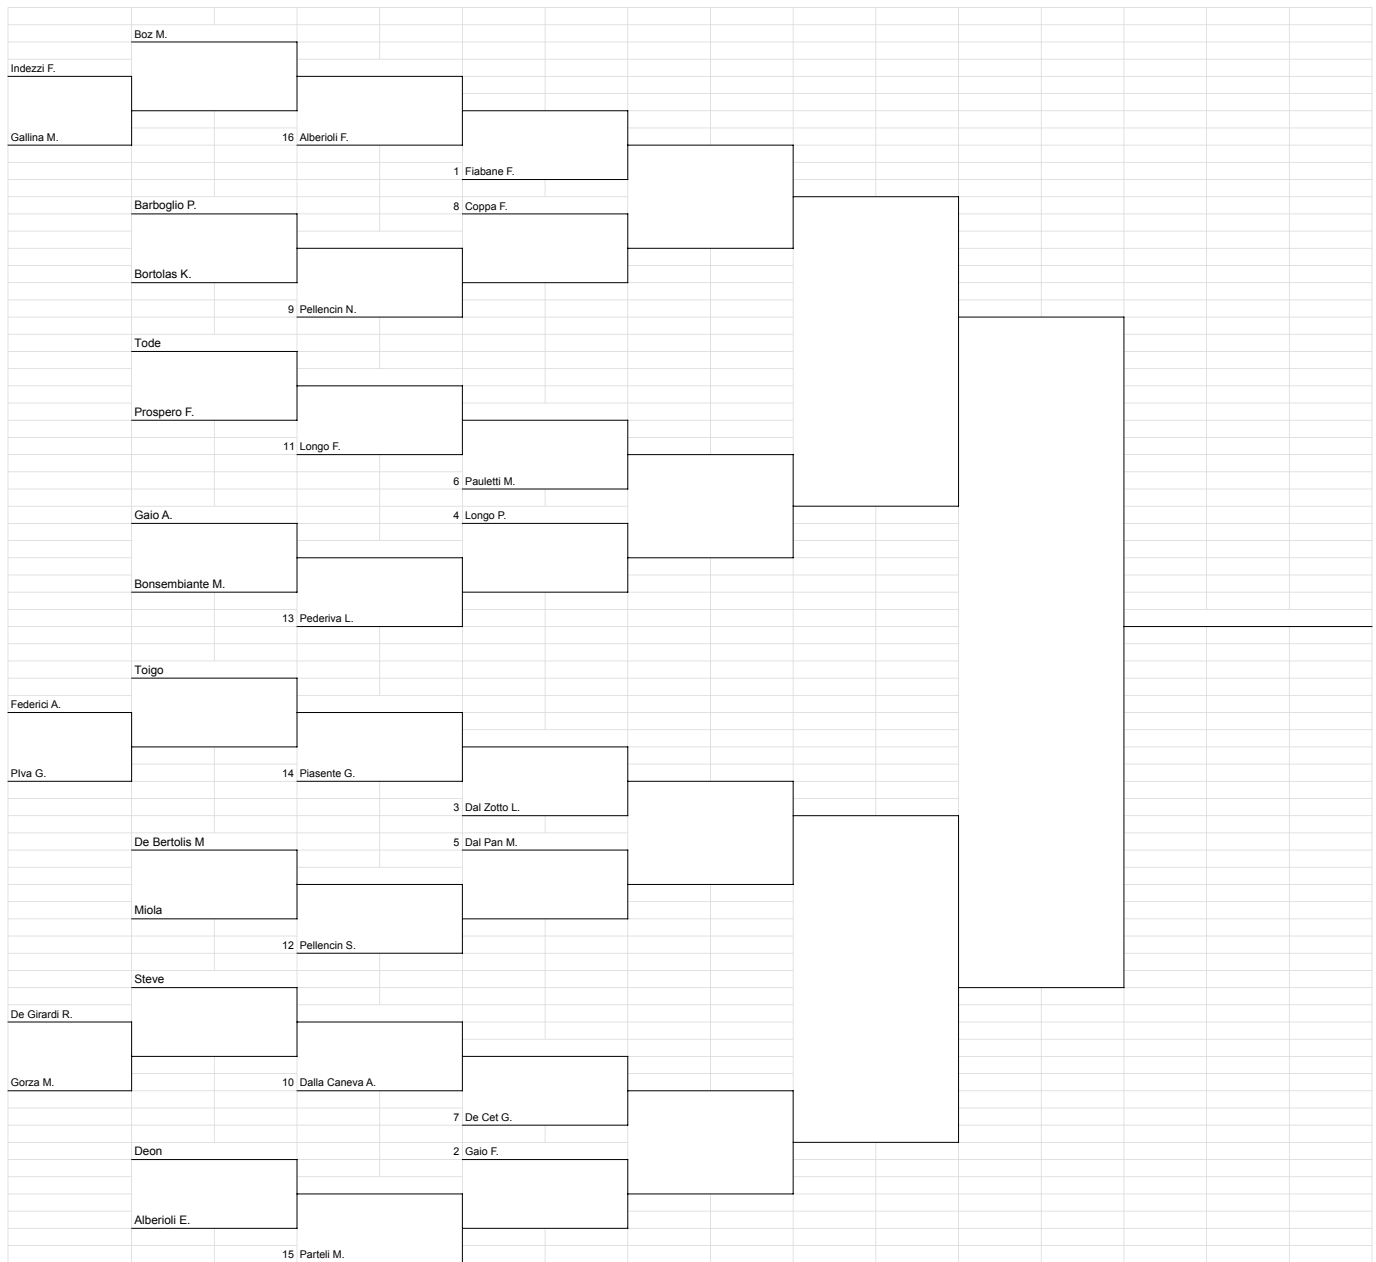 Boz M.
Indezzi F.
Gallina M.
16 Alberioli F.
1 Fiabane F.
Barboglio P.
8 Coppa F.
Bortolas K.
9 Pellencin N.
Tode
Prospero F.
11 Longo F.
6 Pauletti M.
Gaio A.
4 Longo P.
Bonsembiante M.
13 Pederiva L.
Toigo
Federici A.
PIva G.
14 Piasente G.
3 Dal Zotto L.
De Bertolis M
5 Dal Pan M.
Miola
12 Pellencin S.
Steve
De Girardi R.
Gorza M.
10 Dalla Caneva A.
7 De Cet G.
Deon
2 Gaio F.
Alberioli E.
15 Parteli M.